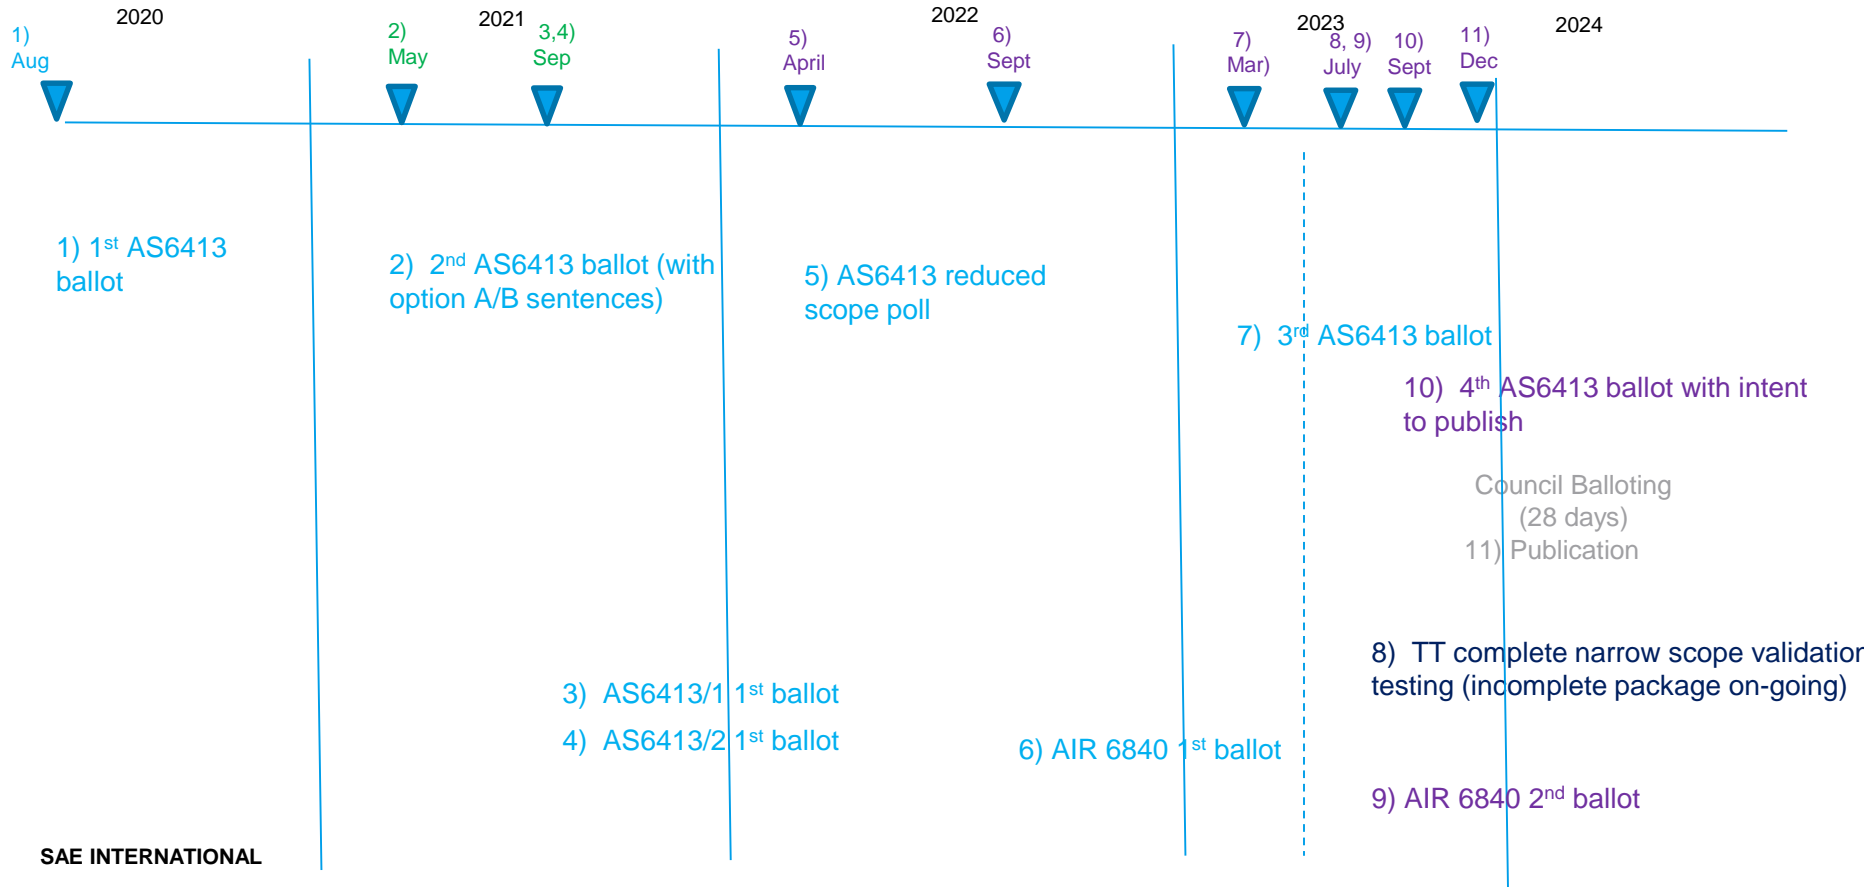 2020
2021
2022
2023
2024
1)
Aug
2)
May
3,4)
Sep
5)
April
6)
Sept
7)
Mar)
8, 9)
July
10)
Sept
11)
Dec
1) 1st AS6413
ballot
2) 2nd AS6413 ballot (with
option A/B sentences)
5) AS6413 reduced
scope poll
7) 3rd AS6413 ballot
10) 4th AS6413 ballot with intent
to publish
Council Balloting
(28 days)
11) Publication
8) TT complete narrow scope validation
testing (incomplete package on-going)
3) AS6413/1 1st ballot
4) AS6413/2 1st ballot
6) AIR 6840 1st ballot
9) AIR 6840 2nd ballot
SAE INTERNATIONAL